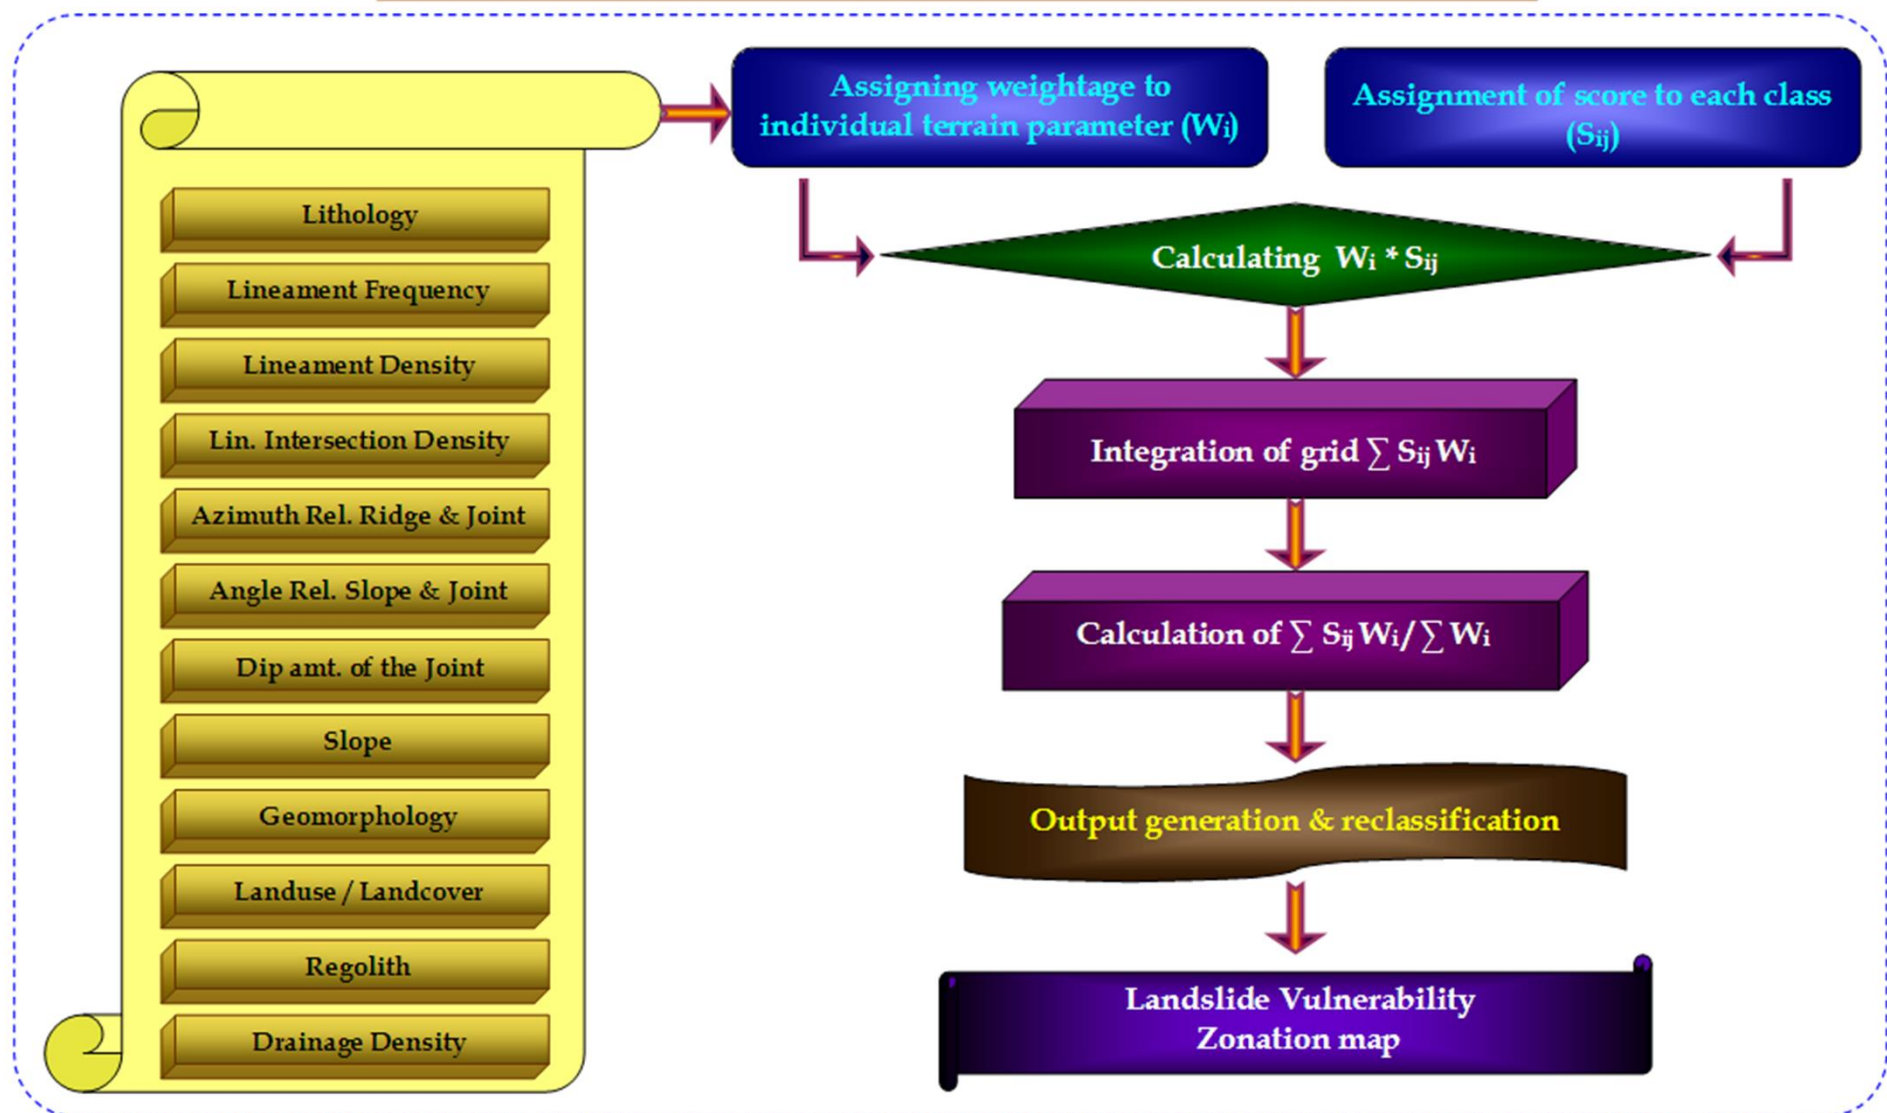 Lithology
Lineament Frequency
Lineament Density
Lin. Intersection Density
Azimuth Rel. Ridge & Joint
Angle Rel. Slope & Joint
Dip amt. of the Joint
Slope
Geomorphology
Landuse / Landcover
Regolith
Drainage Density
Assigning weightage to
individual terrain parameter (Wᵢ)
Assignment of score to each class
(Sᵢⱼ)
Calculating Wᵢ * Sᵢⱼ
Integration of grid ∑ Sᵢⱼ Wᵢ
Calculation of ∑ Sᵢⱼ Wᵢ/ ∑ Wᵢ
Output generation & reclassification
Landslide Vulnerability
Zonation map